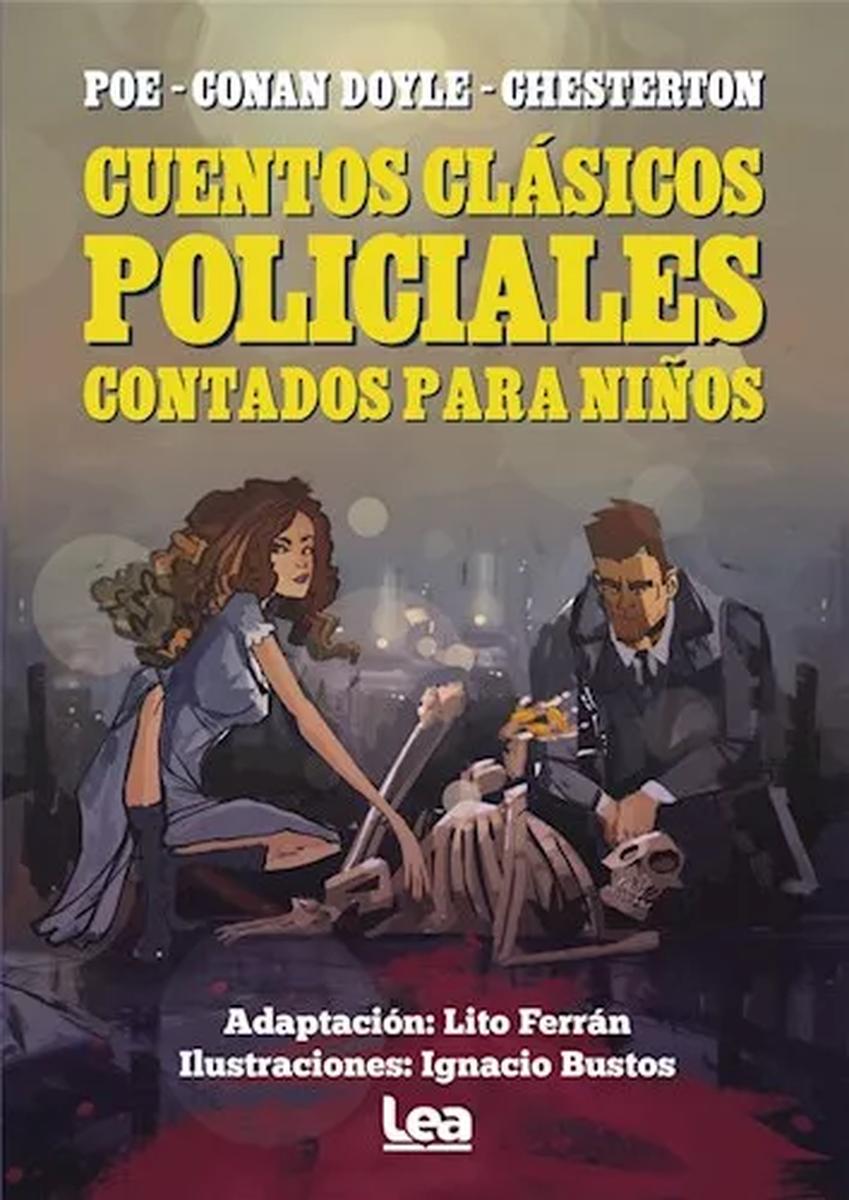 POE - CONAN DOYLE - CHESTERTON
CUENTOS CLÁSICOS
POLICIALES
CONTADOS PARA NIÑOS
Adaptación: Lito Ferrán
Ilustraciones: Ignacio Bustos
Lea